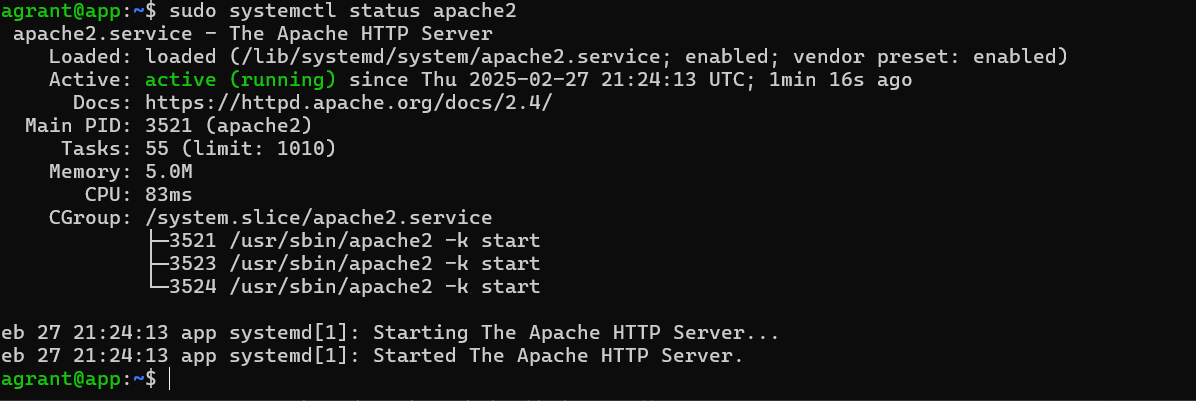 agrant@app:~$ sudo systemctl status apache2
apache2.service - The Apache HTTP Server
Loaded: loaded (/lib/systemd/system/apache2.service; enabled; vendor preset: enabled)
Active: active (running) since Thu 2025-02-27 21:24:13 UTC; 1min 16s ago
Docs: https://httpd.apache.org/docs/2.4/
Main PID: 3521 (apache2)
Tasks: 55 (limit: 1010)
Memory: 5.0M
CPU: 83ms
CGroup: /system.slice/apache2.service
├─3521 /usr/sbin/apache2 -k start
├─3523 /usr/sbin/apache2 -k start
└─3524 /usr/sbin/apache2 -k start
eb 27 21:24:13 app systemd[1]: Starting The Apache HTTP Server...
eb 27 21:24:13 app systemd[1]: Started The Apache HTTP Server.
agrant@app:~$